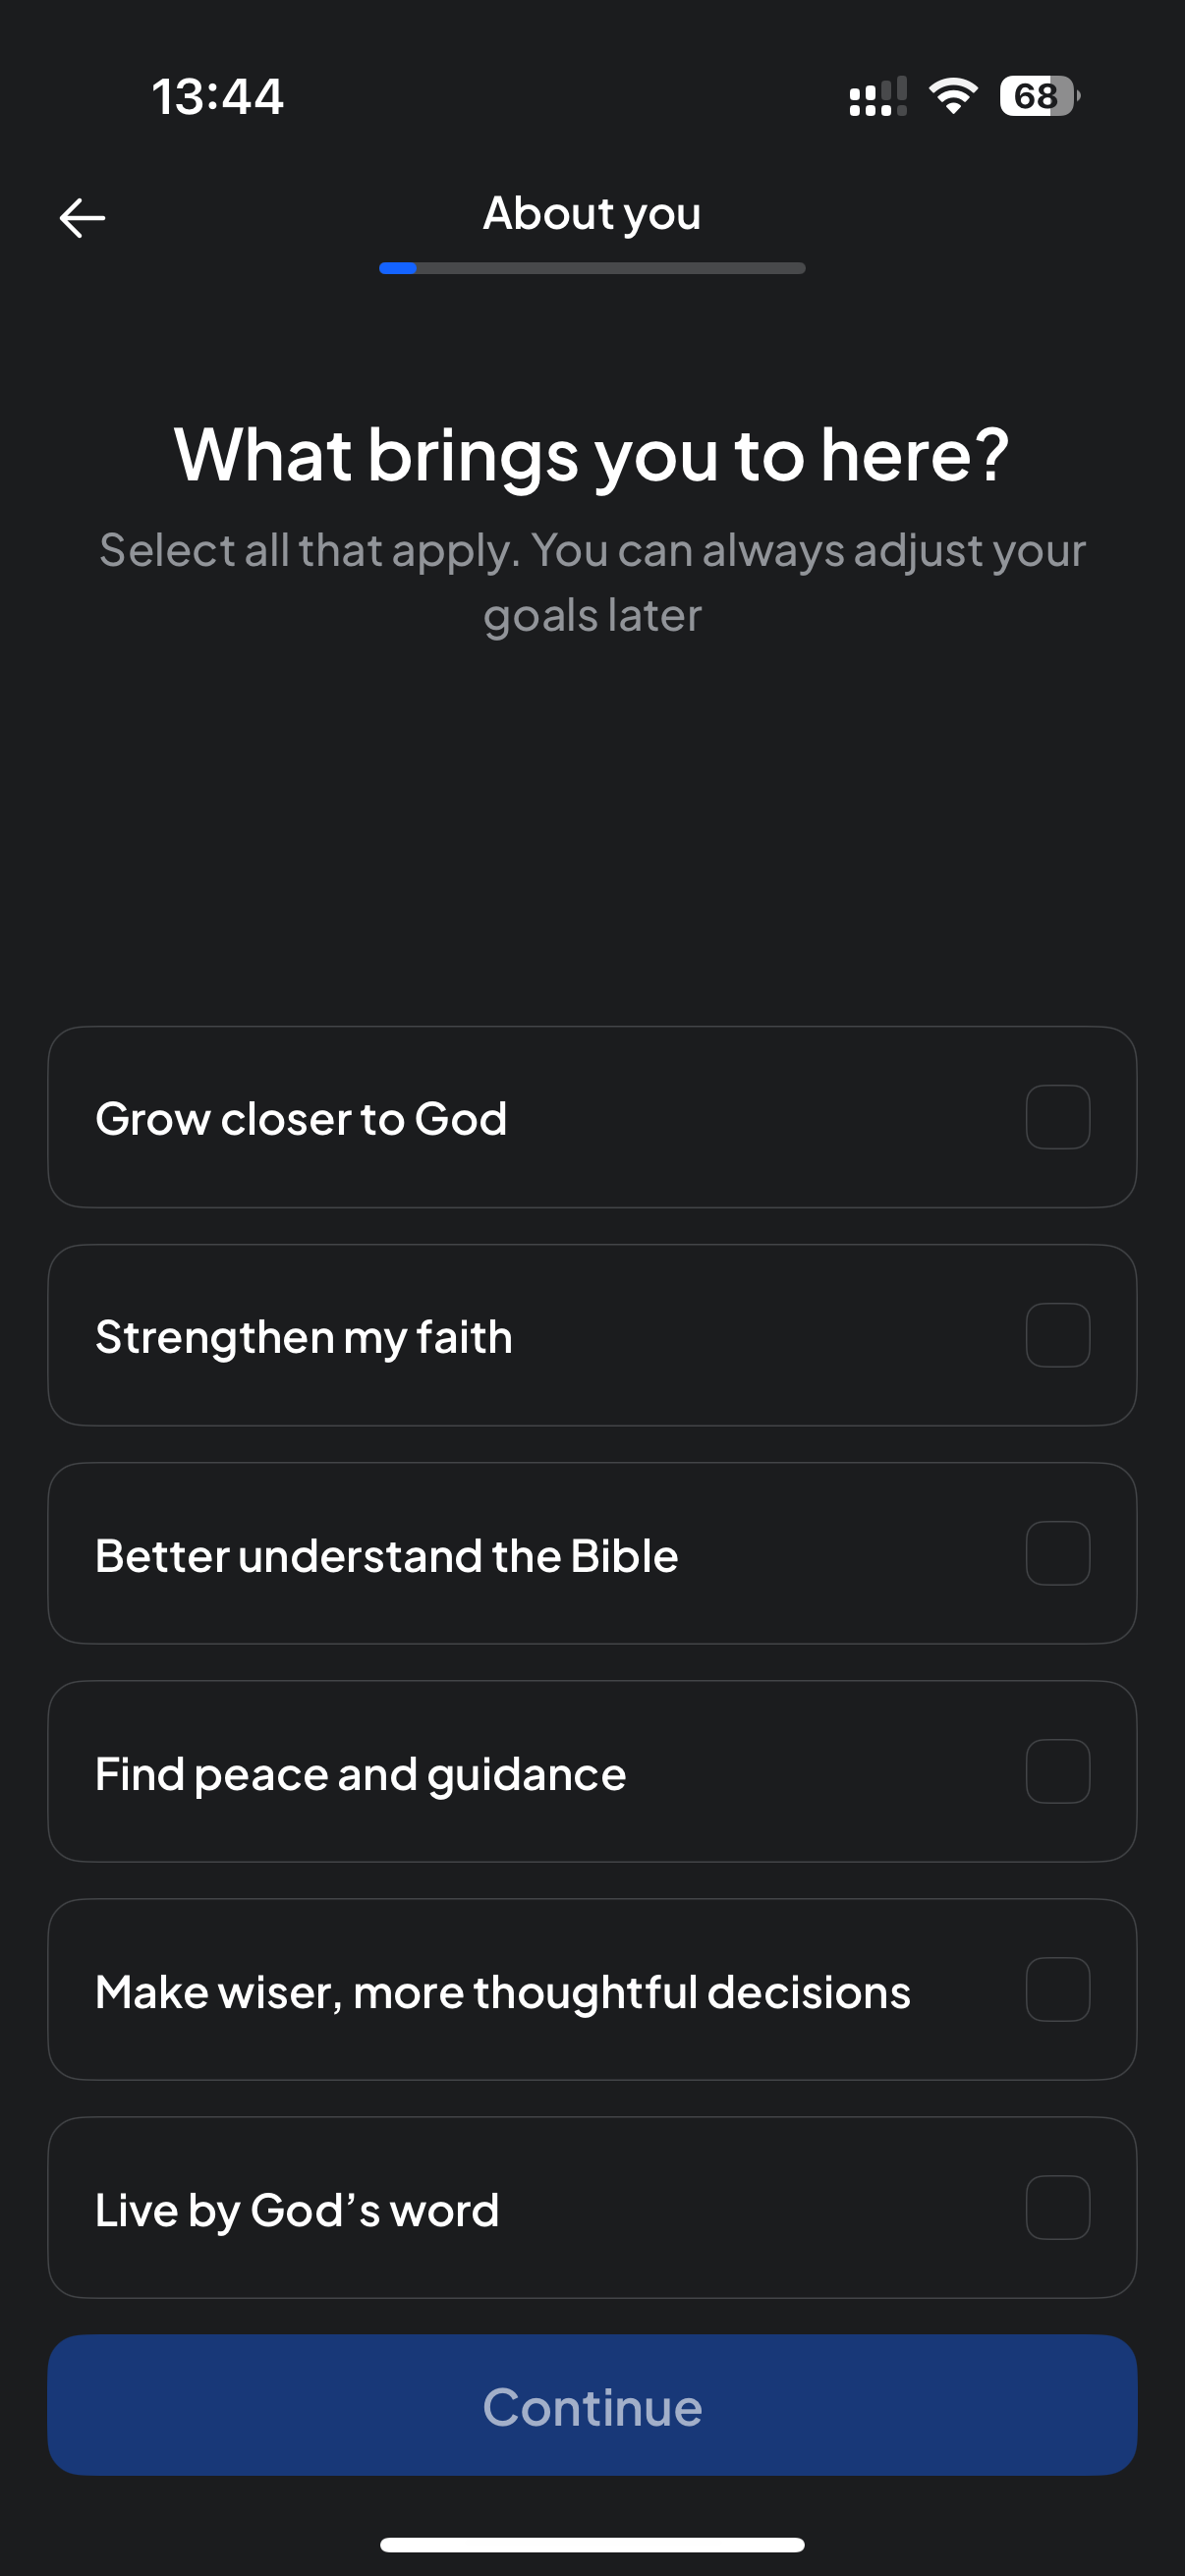 13:44
68
About you
What brings you to here?
Select all that apply. You can always adjust your
goals later
Grow closer to God
Strengthen my faith
Better understand the Bible
Find peace and guidance
Make wiser, more thoughtful decisions
Live by God’s word
Continue